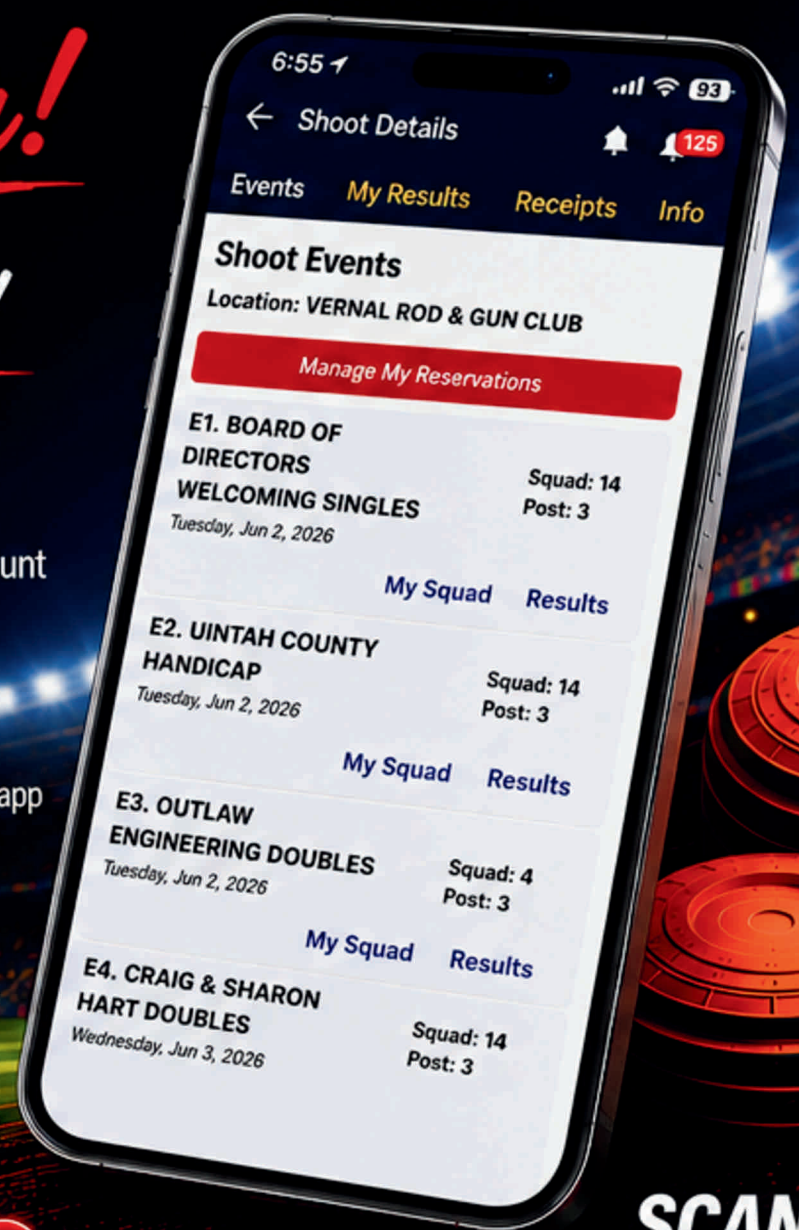 6:55
93
Shoot Details
125
Events My Results Receipts Info
Shoot Events
Location: VERNAL ROD & GUN CLUB
Manage My Reservations
E1. BOARD OF
DIRECTORS
WELCOMING SINGLES
Tuesday, Jun 2, 2026
Squad: 14
Post: 3
My Squad Results
E2. UINTAH COUNTY
HANDICAP
Tuesday, Jun 2, 2026
Squad: 14
Post: 3
My Squad Results
E3. OUTLAW
ENGINEERING DOUBLES
Tuesday, Jun 2, 2026
Squad: 4
Post: 3
My Squad Results
E4. CRAIG & SHARON
HART DOUBLES
Wednesday, Jun 3, 2026
Squad: 14
Post: 3
app
SCAN